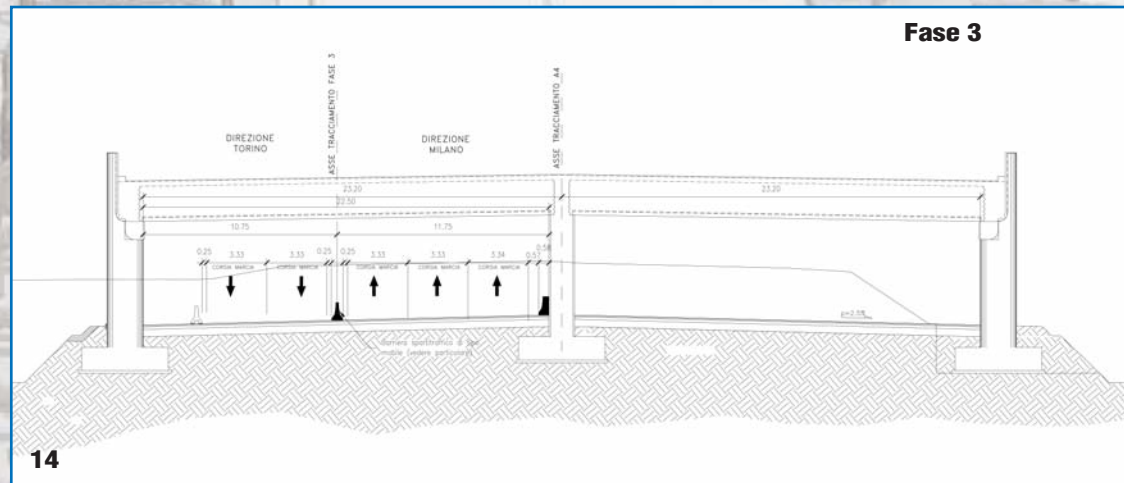 Fase 3
ASSE TRACCIAMENTO FASE 3
ASSE TRACCIAMENTO A4
DIREZIONE
TORINO
DIREZIONE
MILANO
23.20
23.20
22.50
10.75
11.75
0.25
3.33
3.33
0.25
0.25
3.33
3.33
3.34
0.57
0.58
CORSIA MARCIA
CORSIA MARCIA
CORSIA MARCIA
CORSIA MARCIA
CORSIA MARCIA
Barriera spartitraffico di tipo
mobile (vedere particolare)
14